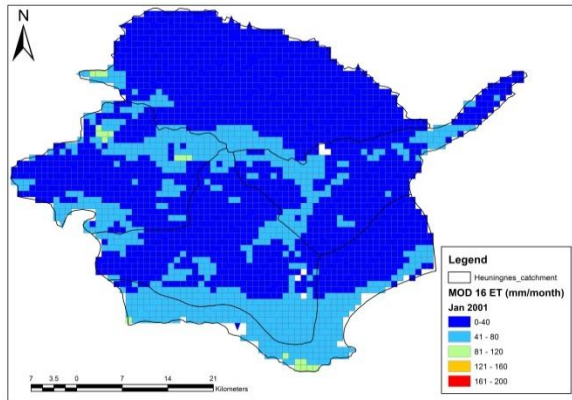 N
Legend
Heuningnes_catchment
MOD 16 ET (mm/month)
Jan 2001
0-40
41 - 80
81 - 120
121 - 160
161 - 200
7 3.5 0 7 14 21
Kilometers